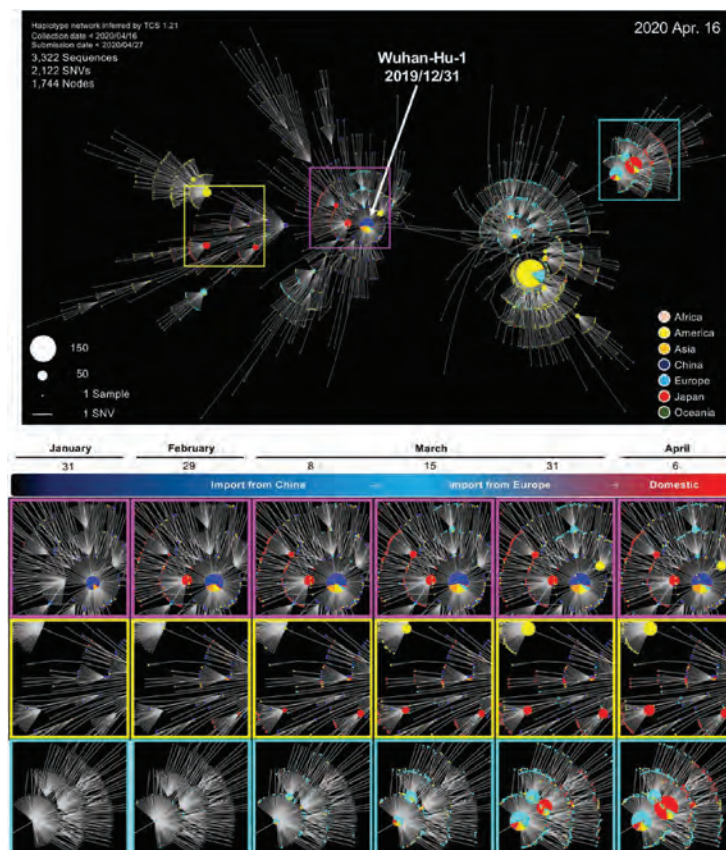 Haplotype network inferred by TCS 1.21
Collection date < 2020/04/16
Submission date < 2020/04/27
3,322 Sequences
2,122 SNVs
1,744 Nodes
2020 Apr. 16
Wuhan-Hu-1
2019/12/31
150
50
1 Sample
1 SNV
Africa
America
Asia
China
Europe
Japan
Oceania
January February March April
31 29 8 15 31 6
Import from China Import from Europe Domestic